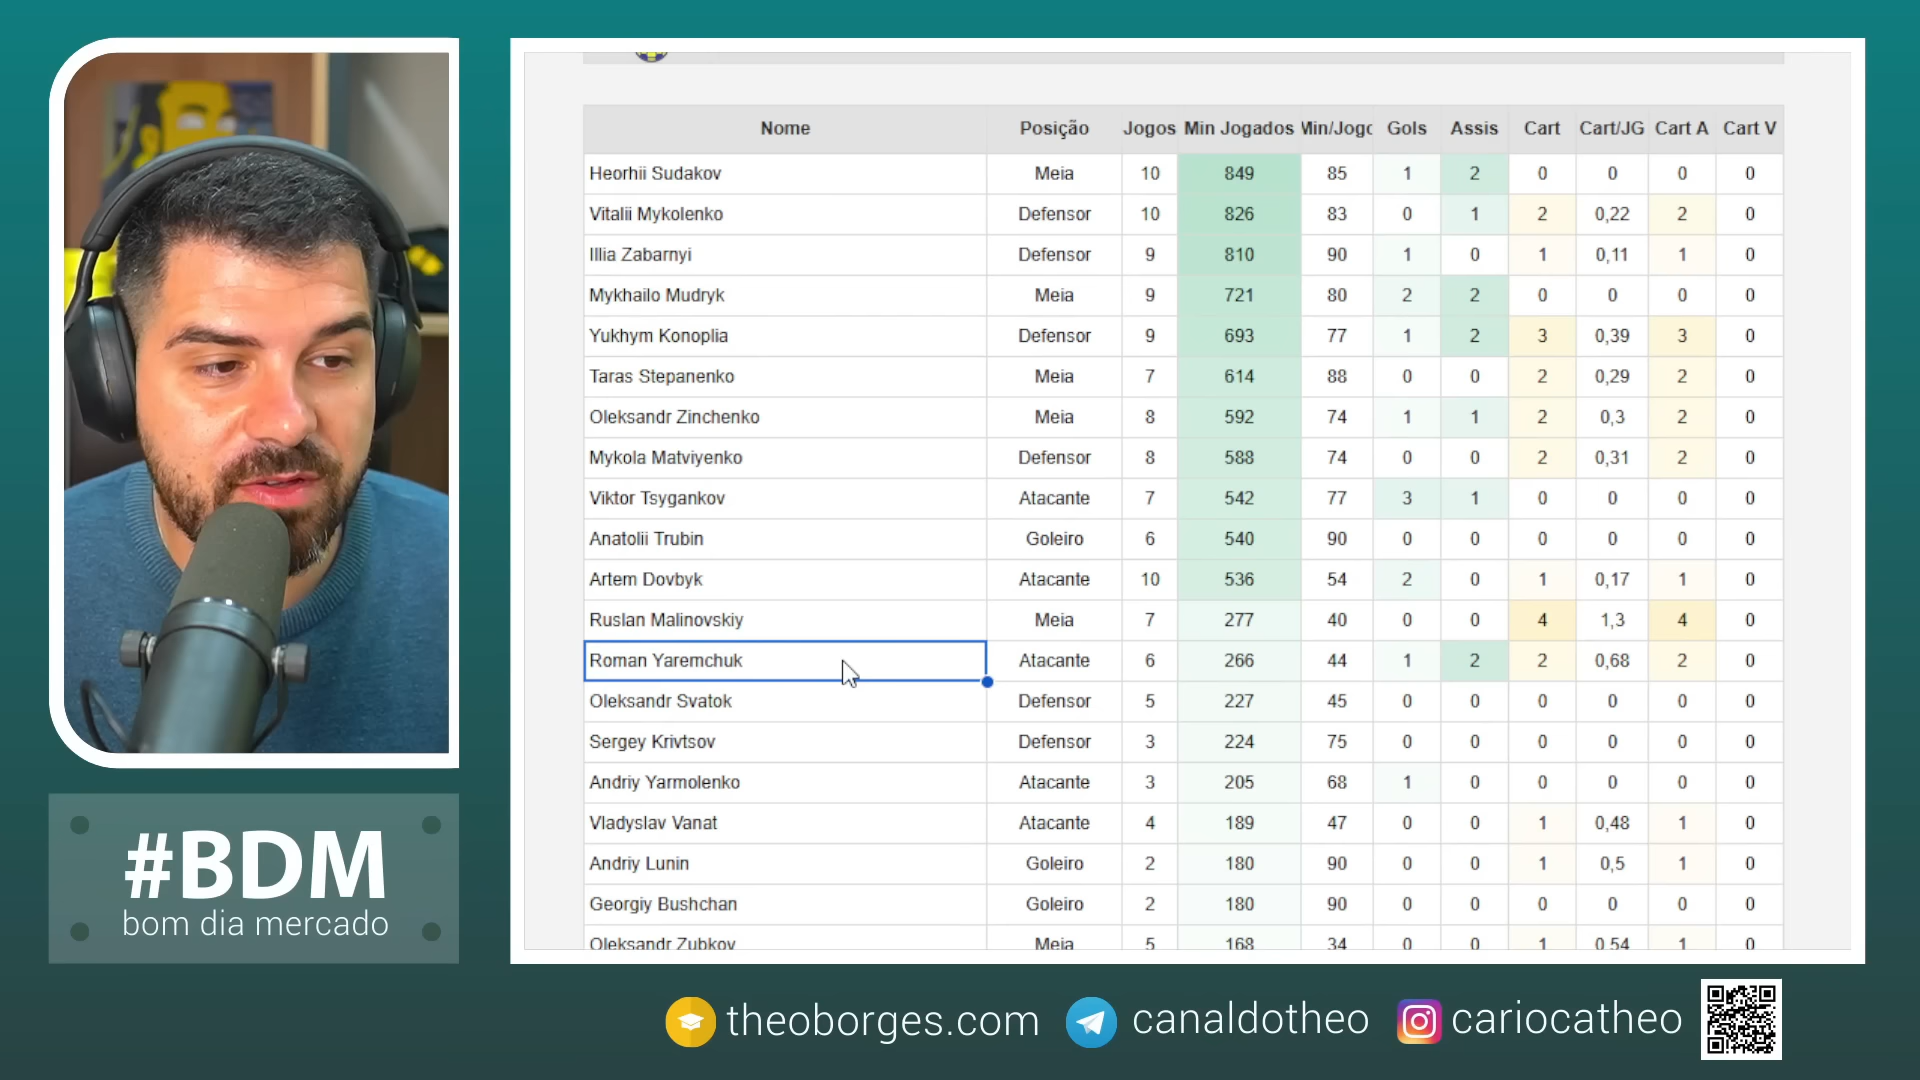 Nome Posição Jogos Min Jogados Min/Jogo Gols Assis Cart Cart/JG Cart A Cart V
Heorhii Sudakov Meia 10 849 85 1 2 0 0 0 0
Vitalii Mykolenko Defensor 10 826 83 0 1 2 0,22 2 0
Illia Zabarnyi Defensor 9 810 90 1 0 1 0,11 1 0
Mykhailo Mudryk Meia 9 721 80 2 2 0 0 0 0
Yukhym Konoplia Defensor 9 693 77 1 2 3 0,39 3 0
Taras Stepanenko Meia 7 614 88 0 0 2 0,29 2 0
Oleksandr Zinchenko Meia 8 592 74 1 1 2 0,3 2 0
Mykola Matviyenko Defensor 8 588 74 0 0 2 0,31 2 0
Viktor Tsygankov Atacante 7 542 77 3 1 0 0 0 0
Anatolii Trubin Goleiro 6 540 90 0 0 0 0 0 0
Artem Dovbyk Atacante 10 536 54 2 0 1 0,17 1 0
Ruslan Malinovskiy Meia 7 277 40 0 0 4 1,3 4 0
Roman Yaremchuk Atacante 6 266 44 1 2 2 0,68 2 0
Oleksandr Svatok Defensor 5 227 45 0 0 0 0 0 0
Sergey Krivtsov Defensor 3 224 75 0 0 0 0 0 0
Andriy Yarmolenko Atacante 3 205 68 1 0 0 0 0 0
Vladyslav Vanat Atacante 4 189 47 0 0 1 0,48 1 0
Andriy Lunin Goleiro 2 180 90 0 0 1 0,5 1 0
Georgiy Bushchan Goleiro 2 180 90 0 0 0 0 0 0
Oleksandr Zubkov Meia 5 168 34 0 0 1 0,54 1 0
#BDM
bom dia mercado
theoborges.com canaldotheo cariocatheo